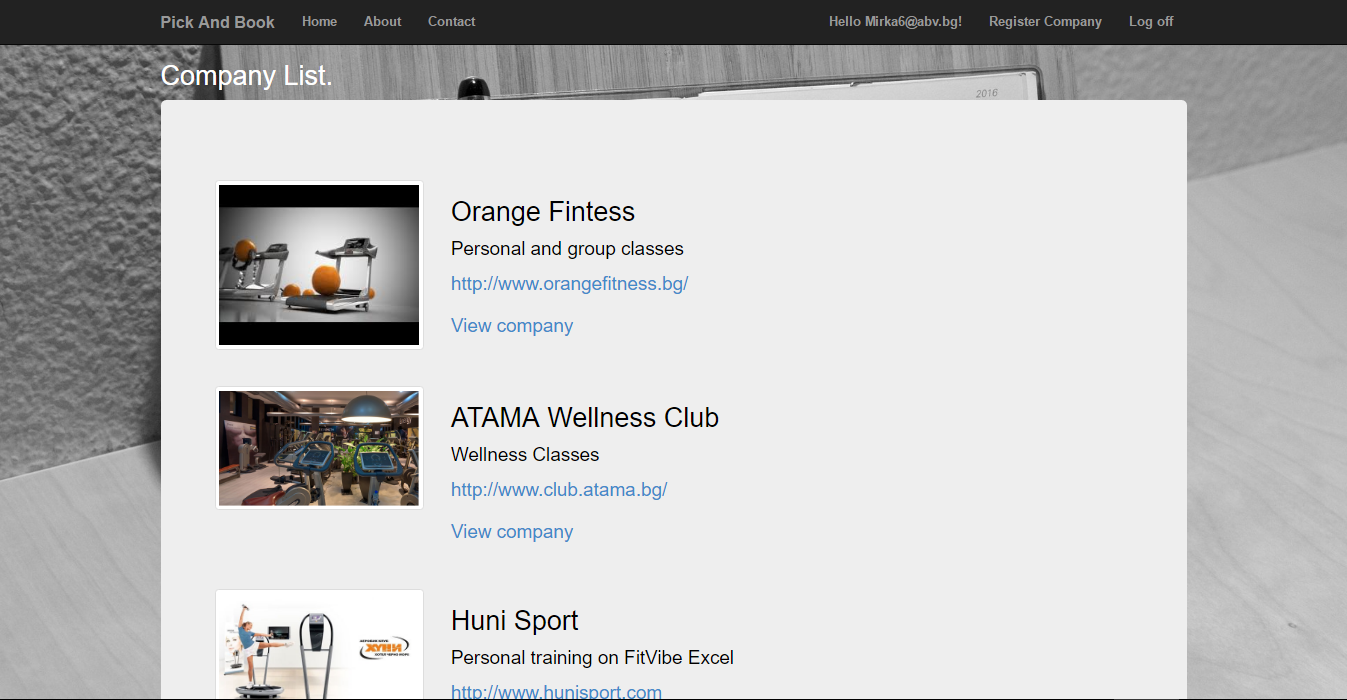 Pick And Book Home About Contact Hello Mirka6@abv.bg! Register Company Log off
Company List.
2016
Orange Fintess
Personal and group classes
http://www.orangefitness.bg/
View company
ATAMA Wellness Club
Wellness Classes
http://www.club.atama.bg/
View company
Huni Sport
Personal training on FitVibe Excel
ХУНИ
http://www.hunisport.com